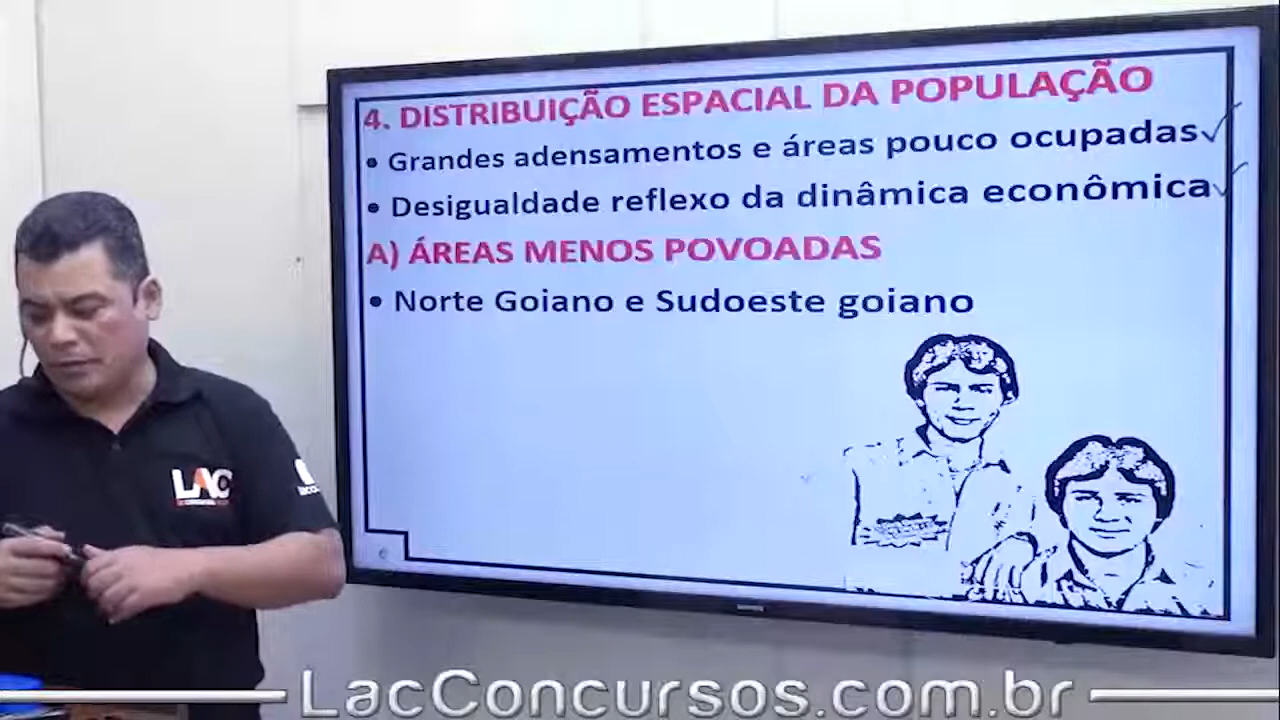 4. DISTRIBUIÇÃO ESPACIAL DA POPULAÇÃO
• Grandes adensamentos e áreas pouco ocupadas
• Desigualdade reflexo da dinâmica econômica
A) ÁREAS MENOS POVOADAS
• Norte Goiano e Sudoeste goiano
LAC
LacConcursos.com.br